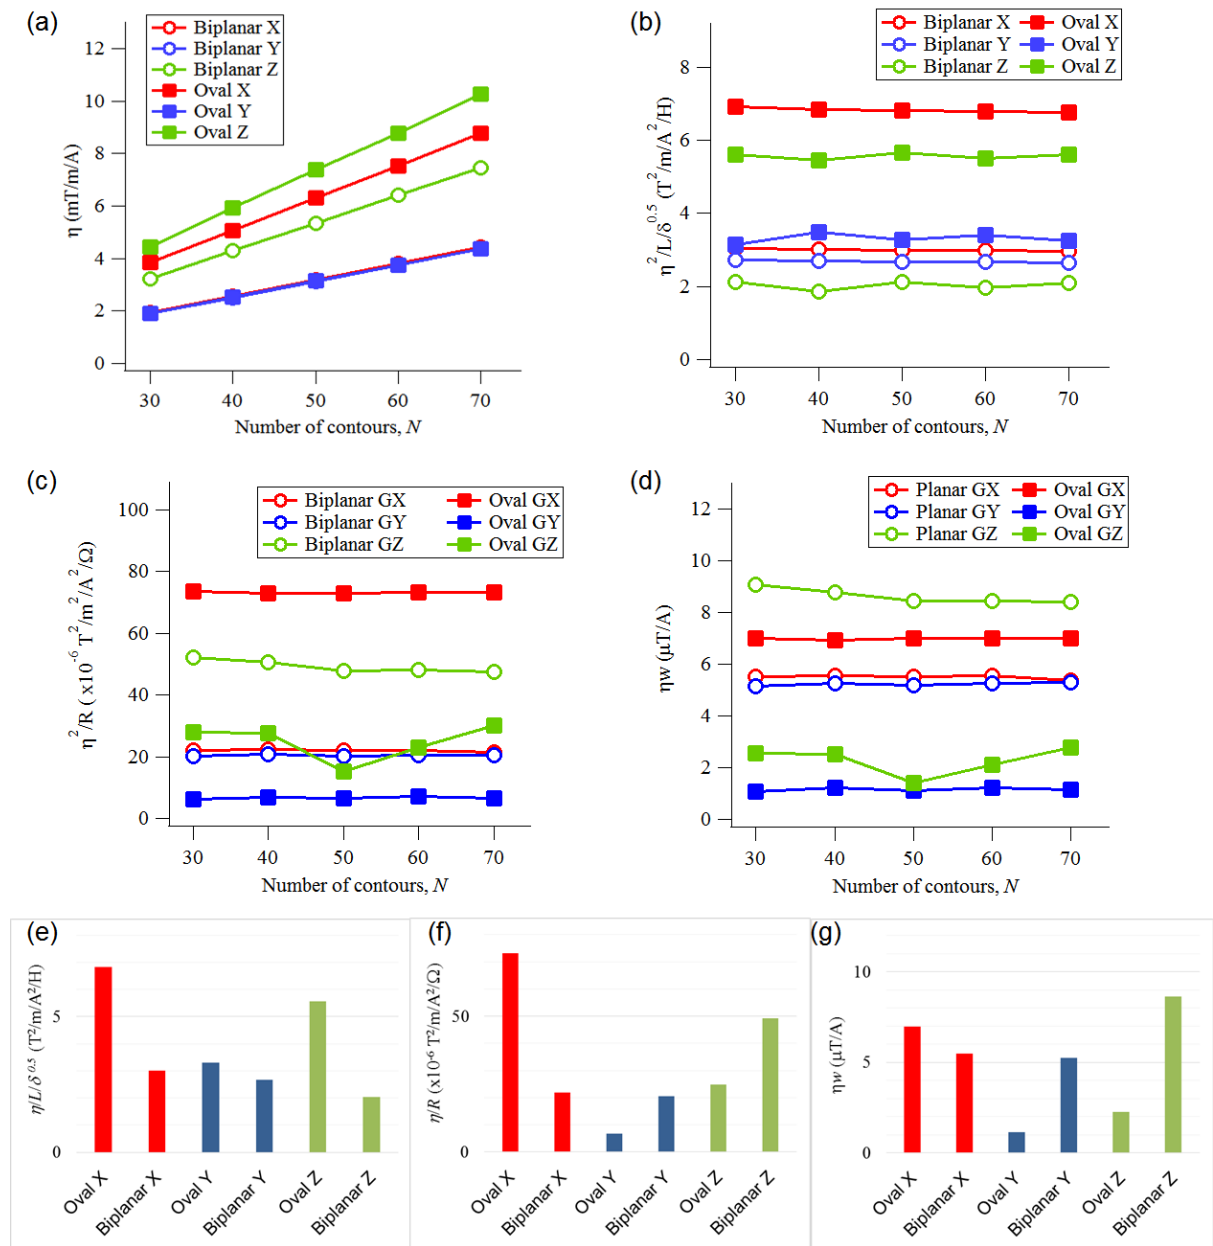 (a)
Biplanar X
Biplanar Y
Biplanar Z
Oval X
Oval Y
Oval Z
η (mT/m/A)
12
10
8
6
4
2
0
30 40 50 60 70
Number of contours, N
(b)
Biplanar X Oval X
Biplanar Y Oval Y
Biplanar Z Oval Z
η²/L/δ^0.5 (T²/m/A²/H)
8
6
4
2
0
30 40 50 60 70
Number of contours, N
(c)
Biplanar GX Oval GX
Biplanar GY Oval GY
Biplanar GZ Oval GZ
η²/R ( x10⁻⁶ T²/m²/A²/Ω)
100
80
60
40
20
0
30 40 50 60 70
Number of contours, N
(d)
Planar GX Oval GX
Planar GY Oval GY
Planar GZ Oval GZ
ηw (μT/A)
12
10
8
6
4
2
0
30 40 50 60 70
Number of contours, N
(e)
η/L/δ^0.5 (T²/m/A²/H)
5
0
Oval X
Biplanar X
Oval Y
Biplanar Y
Oval Z
Biplanar Z
(f)
η/R (x10⁻⁶ T²/m/A²/Ω)
50
0
Oval X
Biplanar X
Oval Y
Biplanar Y
Oval Z
Biplanar Z
(g)
ηw (μT/A)
10
5
0
Oval X
Biplanar X
Oval Y
Biplanar Y
Oval Z
Biplanar Z